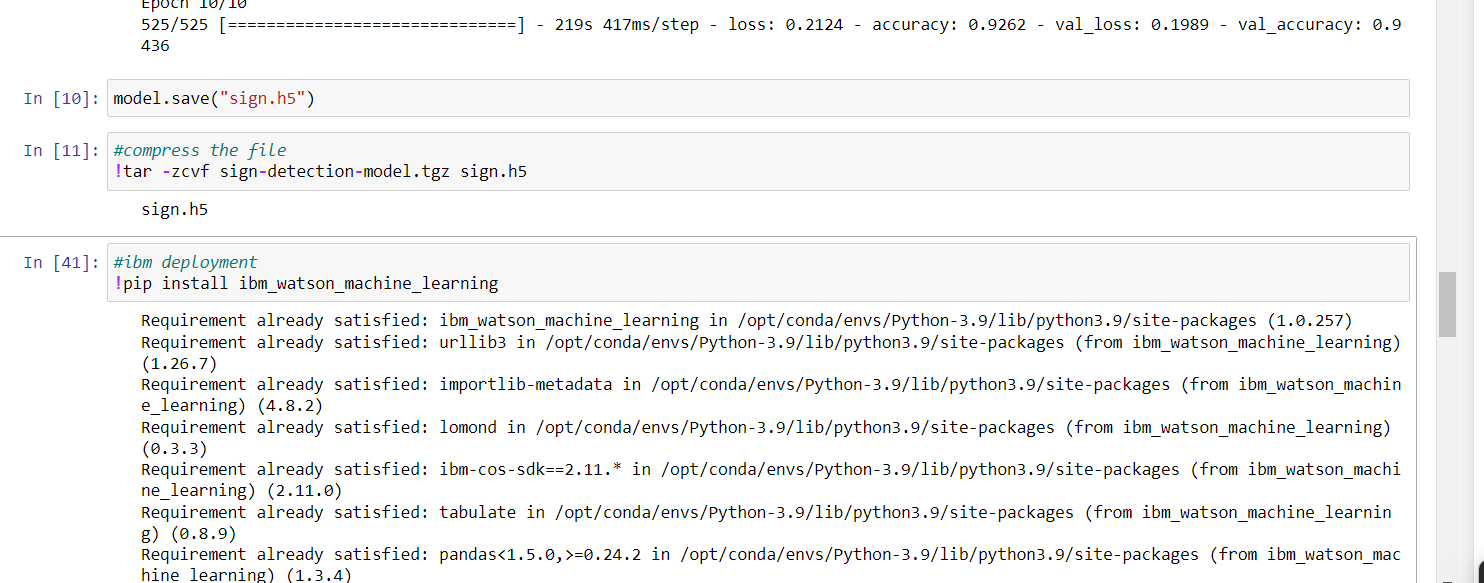 Epoch 10/10
525/525 [==============================] - 219s 417ms/step - loss: 0.2124 - accuracy: 0.9262 - val_loss: 0.1989 - val_accuracy: 0.9
436
In [10]: model.save("sign.h5")
In [11]: #compress the file
!tar -zcvf sign-detection-model.tgz sign.h5
sign.h5
In [41]: #ibm deployment
!pip install ibm_watson_machine_learning
Requirement already satisfied: ibm_watson_machine_learning in /opt/conda/envs/Python-3.9/lib/python3.9/site-packages (1.0.257)
Requirement already satisfied: urllib3 in /opt/conda/envs/Python-3.9/lib/python3.9/site-packages (from ibm_watson_machine_learning)
(1.26.7)
Requirement already satisfied: importlib-metadata in /opt/conda/envs/Python-3.9/lib/python3.9/site-packages (from ibm_watson_machin
e_learning) (4.8.2)
Requirement already satisfied: lomond in /opt/conda/envs/Python-3.9/lib/python3.9/site-packages (from ibm_watson_machine_learning)
(0.3.3)
Requirement already satisfied: ibm-cos-sdk==2.11.* in /opt/conda/envs/Python-3.9/lib/python3.9/site-packages (from ibm_watson_machi
ne_learning) (2.11.0)
Requirement already satisfied: tabulate in /opt/conda/envs/Python-3.9/lib/python3.9/site-packages (from ibm_watson_machine_learnin
g) (0.8.9)
Requirement already satisfied: pandas<1.5.0,>=0.24.2 in /opt/conda/envs/Python-3.9/lib/python3.9/site-packages (from ibm_watson_mac
hine_learning) (1.3.4)